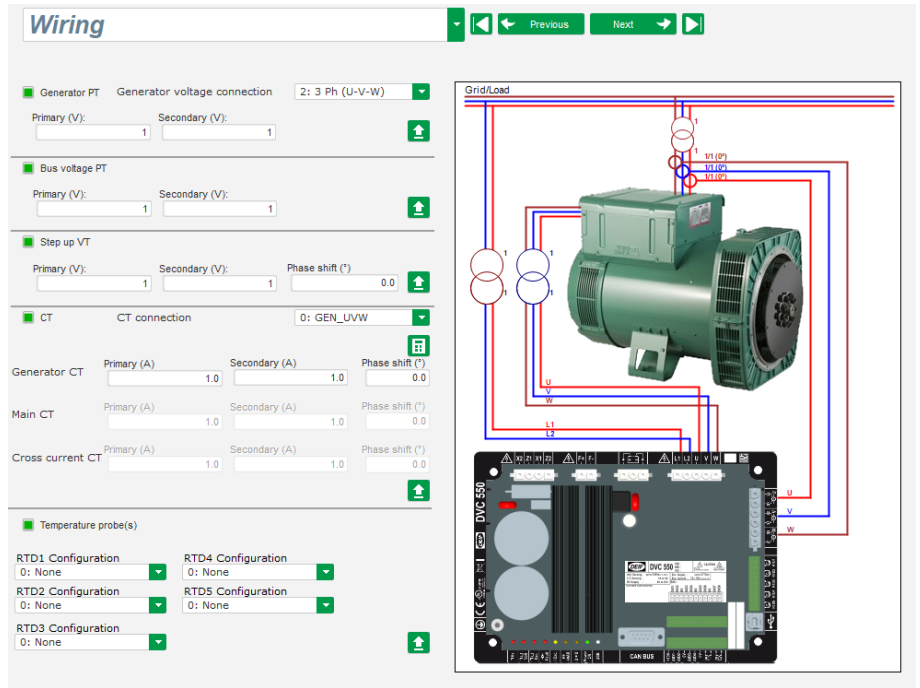 Wiring
Previous
Next
Generator PT Generator voltage connection 2: 3 Ph (U-V-W)
Primary (V): Secondary (V):
1 1
Bus voltage PT
Primary (V): Secondary (V):
1 1
Step up VT
Primary (V): Secondary (V): Phase shift (°)
1 1 0.0
CT CT connection 0: GEN_UVW
Generator CT Primary (A) Secondary (A) Phase shift (°)
1.0 1.0 0.0
Main CT Primary (A) Secondary (A) Phase shift (°)
1.0 1.0 0.0
Cross current CT Primary (A) Secondary (A) Phase shift (°)
1.0 1.0 0.0
Temperature probe(s)
RTD1 Configuration RTD4 Configuration
0: None 0: None
RTD2 Configuration RTD5 Configuration
0: None 0: None
RTD3 Configuration
0: None
Grid/Load
1
1
1/1 (0°)
1/1 (0°)
1/1 (0°)
1 1
1 1
U
V
W
L1
L2
X2 Z1 X1 Z2 F+ F- L1 L2 U V W
DVC 550
U
V
W
DVC 550
CAN BUS